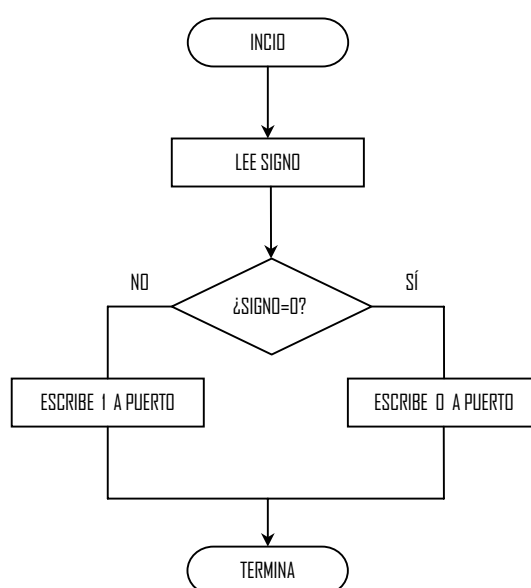 INCIO
LEE SIGNO
NO
SÍ
¿SIGNO=0?
ESCRIBE 1 A PUERTO
ESCRIBE 0 A PUERTO
TERMINA